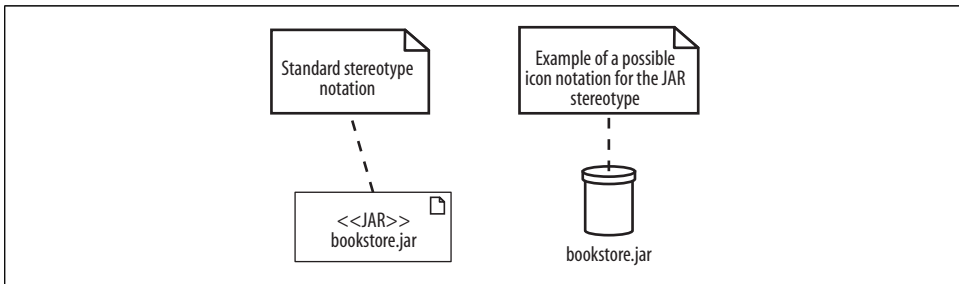 Standard stereotype
notation
Example of a possible
icon notation for the JAR
stereotype
<<JAR>>
bookstore.jar
bookstore.jar